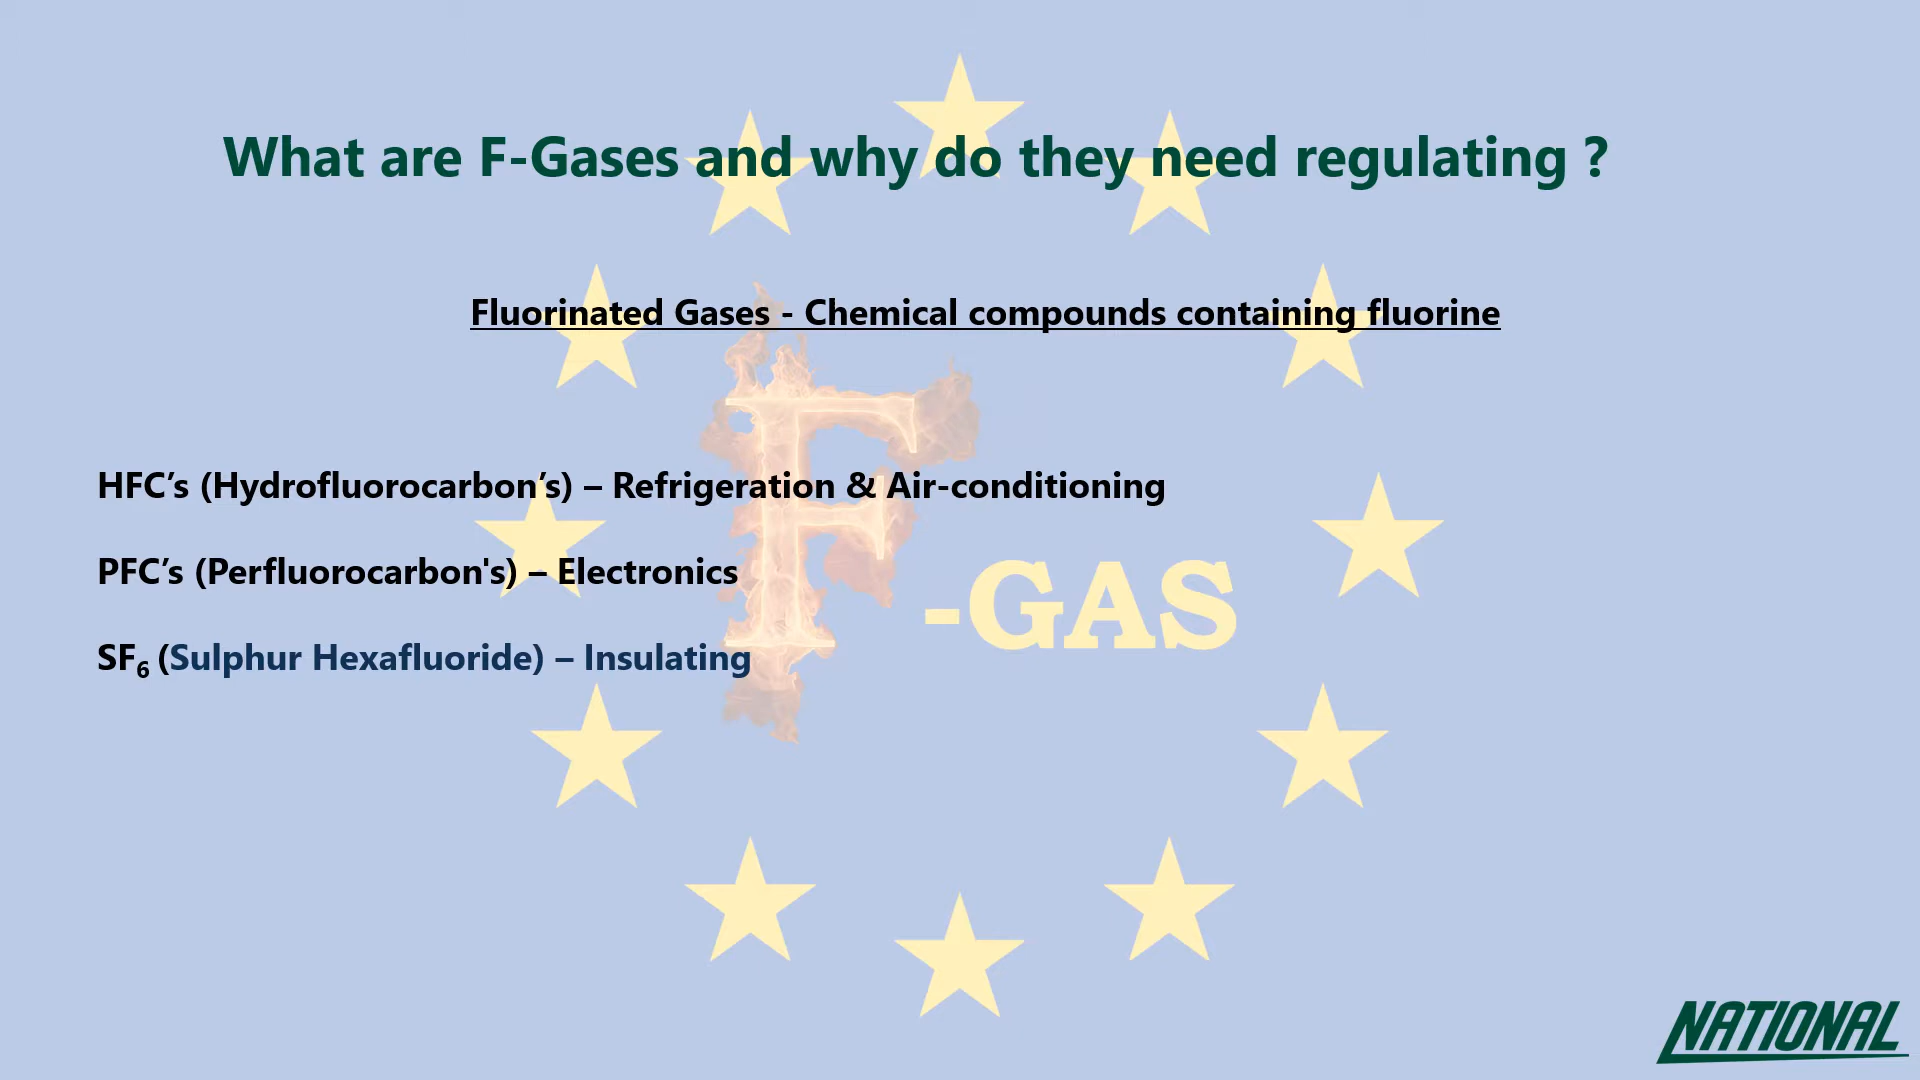 What are F-Gases and why do they need regulating ?
Fluorinated Gases - Chemical compounds containing fluorine
HFC’s (Hydrofluorocarbon’s) – Refrigeration & Air-conditioning
PFC’s (Perfluorocarbon's) – Electronics
SF6 (Sulphur Hexafluoride) – Insulating
F-GAS
NATIONAL